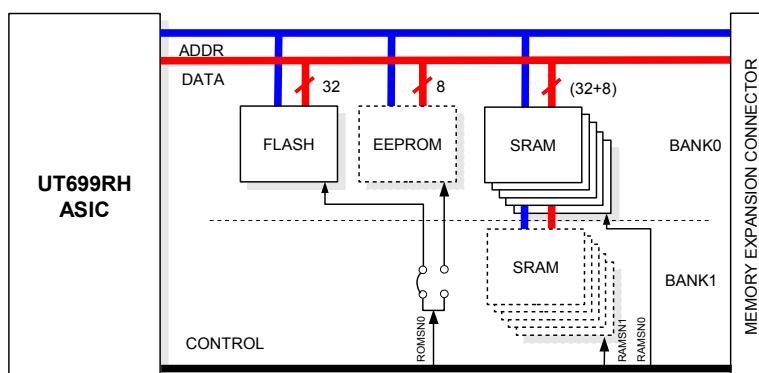 ADDR
DATA
32
8
(32+8)
FLASH
EEPROM
SRAM
BANK0
UT699RH
ASIC
SRAM
BANK1
CONTROL
ROMSN0
RAMSN1
RAMSN0
MEMORY EXPANSION CONNECTOR